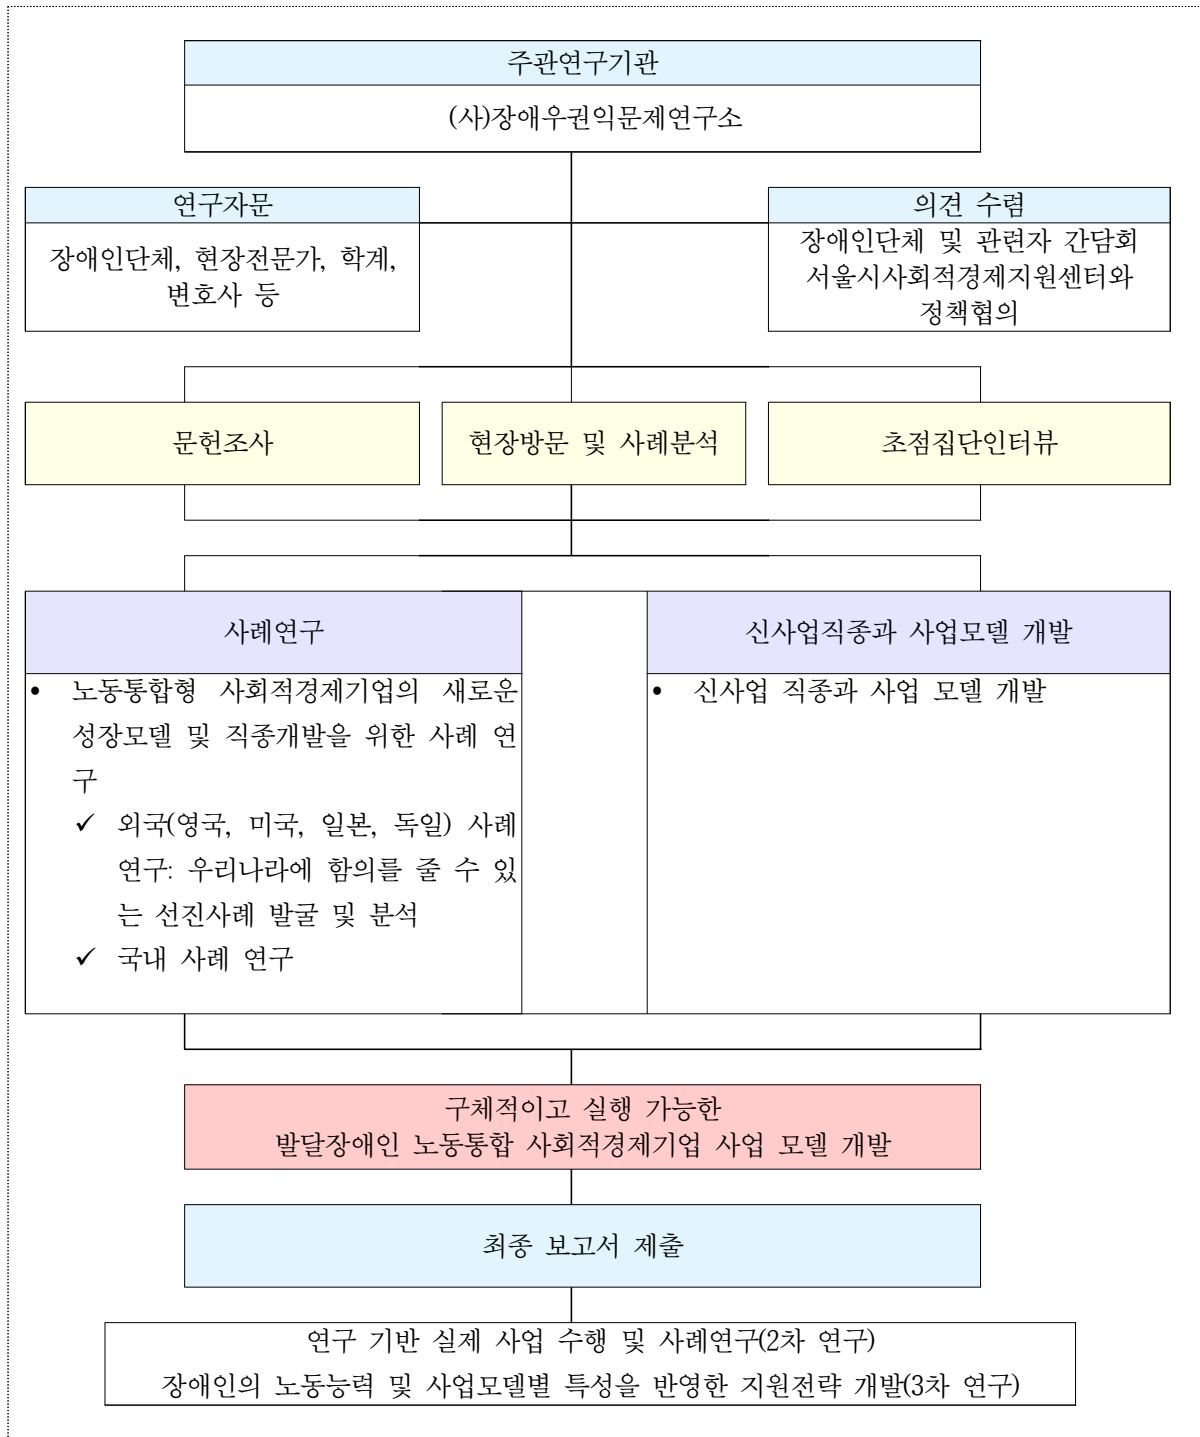 주관연구기관
(사)장애우권익문제연구소
연구자문
장애인단체, 현장전문가, 학계,
변호사 등
의견 수렴
장애인단체 및 관련자 간담회
서울시사회적경제지원센터와
정책협의
문헌조사
현장방문 및 사례분석
초점집단인터뷰
사례연구
• 노동통합형 사회적경제기업의 새로운
성장모델 및 직종개발을 위한 사례 연
구
✓ 외국(영국, 미국, 일본, 독일) 사례
연구: 우리나라에 함의를 줄 수 있
는 선진사례 발굴 및 분석
✓ 국내 사례 연구
신사업직종과 사업모델 개발
• 신사업 직종과 사업 모델 개발
구체적이고 실행 가능한
발달장애인 노동통합 사회적경제기업 사업 모델 개발
최종 보고서 제출
연구 기반 실제 사업 수행 및 사례연구(2차 연구)
장애인의 노동능력 및 사업모델별 특성을 반영한 지원전략 개발(3차 연구)